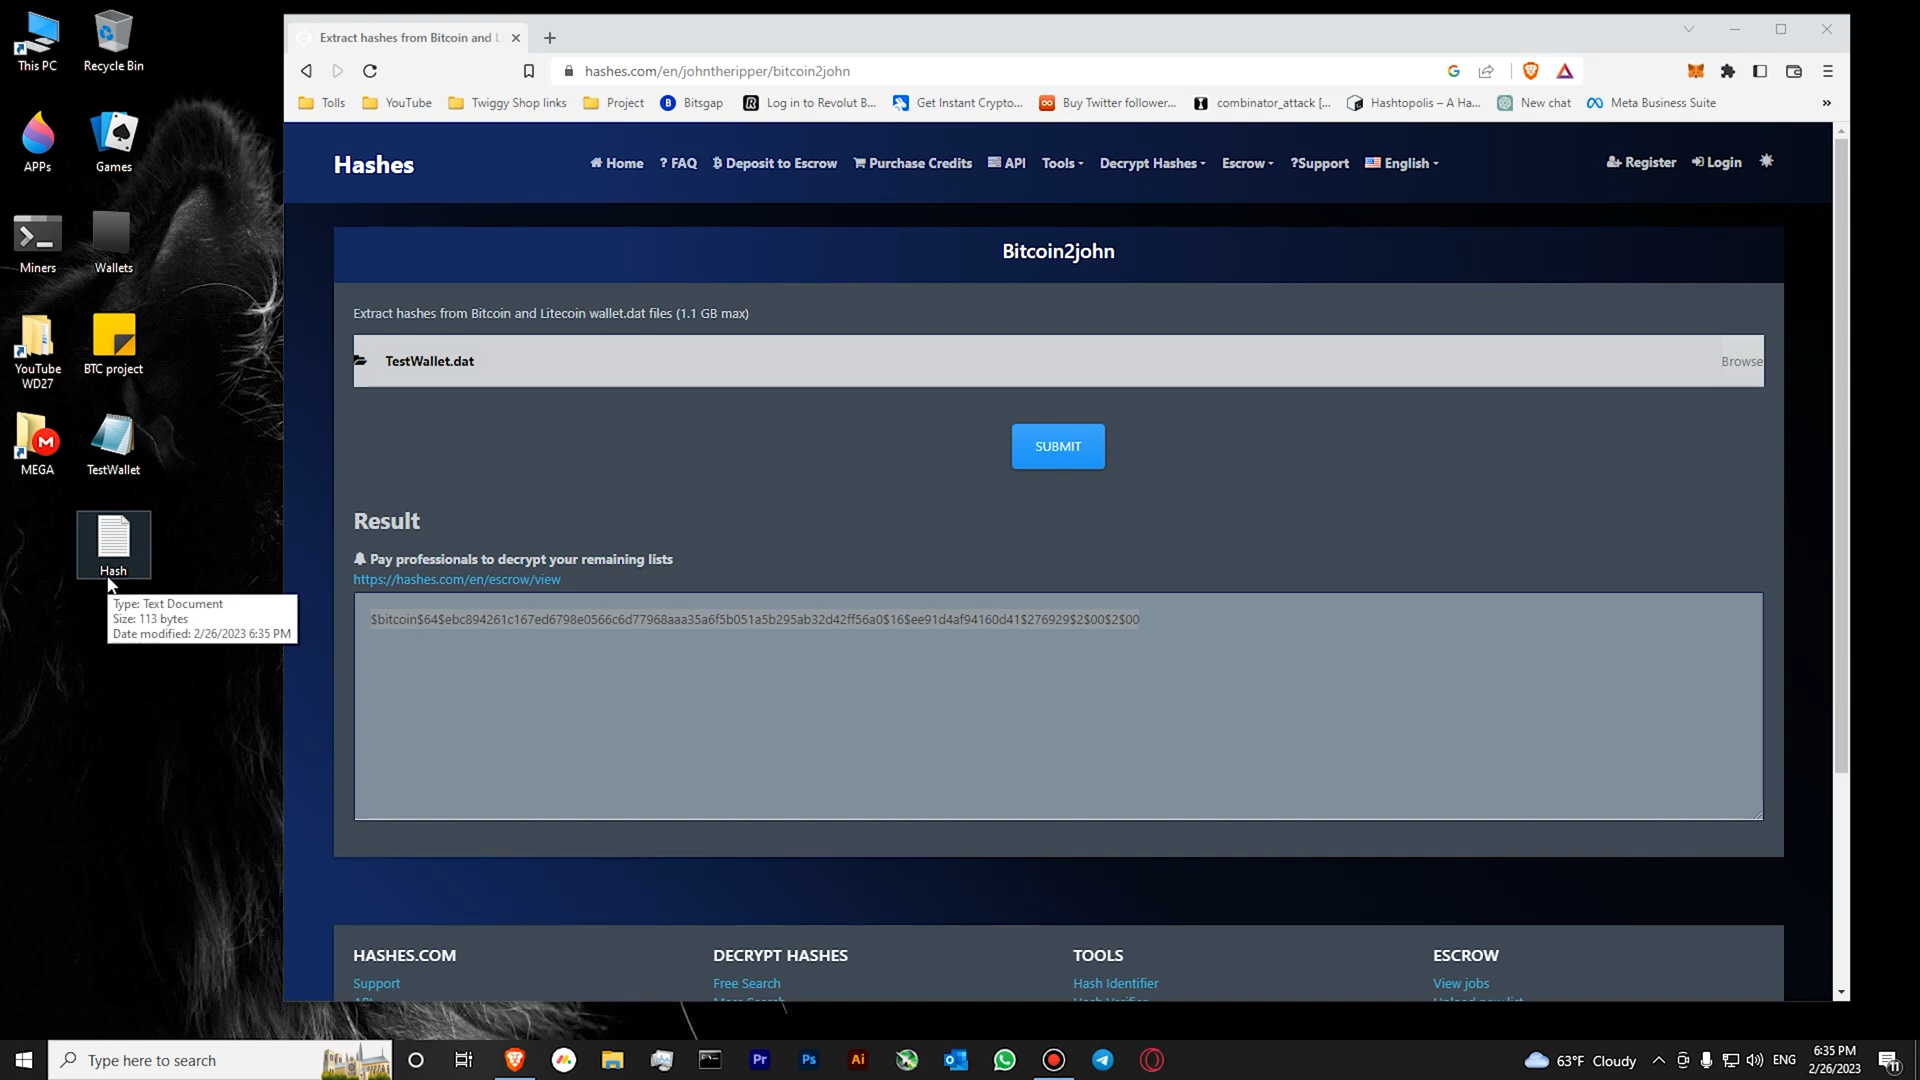 This PC
Recycle Bin
APPs
Games
Miners
Wallets
YouTube
WD27
BTC project
MEGA
TestWallet
Hash
Type: Text Document
Size: 113 bytes
Date modified: 2/26/2023 6:35 PM
Extract hashes from Bitcoin and L
hashes.com/en/johntheripper/bitcoin2john
Tolls
YouTube
Twiggy Shop links
Project
Bitsgap
Log in to Revolut B...
Get Instant Crypto...
Buy Twitter follower...
combinator_attack [...
Hashtopolis – A Ha...
New chat
Meta Business Suite
»
Hashes
Home
? FAQ
Deposit to Escrow
Purchase Credits
API
Tools
Decrypt Hashes
Escrow
?Support
English
Register
Login
Bitcoin2john
Extract hashes from Bitcoin and Litecoin wallet.dat files (1.1 GB max)
TestWallet.dat
Browse
SUBMIT
Result
Pay professionals to decrypt your remaining lists
https://hashes.com/en/escrow/view
$bitcoin$64$ebc894261c167ed6798e0566c6d77968aaa35a6f5b051a5b295ab32d42ff56a0$16$ee91d4af94160d41$276929$2$00$2$00
HASHES.COM
DECRYPT HASHES
TOOLS
ESCROW
Support
Free Search
Hash Identifier
View jobs
Type here to search
63°F Cloudy
ENG
6:35 PM
2/26/2023
11